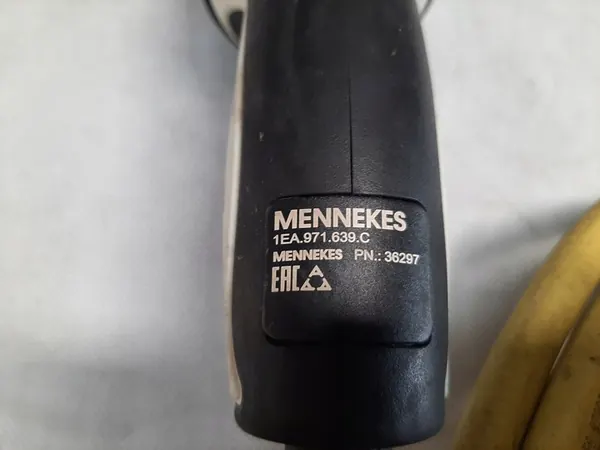 MENNEKES
1EA.971.639.C
MENNEKES PN.: 36297
EAC